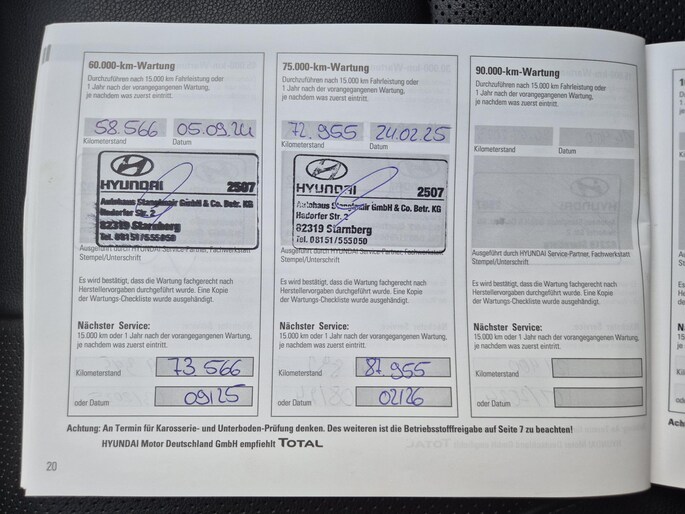 60.000-km-Wartung
Durchzuführen nach 15.000 km Fahrleistung oder
1 Jahr nach der vorangegangenen Wartung,
je nachdem was zuerst eintritt.
58.566 05.09.24
Kilometerstand Datum
HYUNDAI 2507
Autohaus Stanglmair GmbH & Co. Betr. KG
Hadorfer Str. 2
82319 Starnberg
Tel. 08151/555050
Ausgeführt durch HYUNDAI Service-Partner, Fachwerkstatt
Stempel/Unterschrift
Es wird bestätigt, dass die Wartung fachgerecht nach
Herstellervorgaben durchgeführt wurde. Eine Kopie
der Wartungs-Checkliste wurde ausgehändigt.
Nächster Service:
15.000 km oder 1 Jahr nach der vorangegangenen Wartung,
je nachdem was zuerst eintritt.
Kilometerstand 73.566
oder Datum 09/25
75.000-km-Wartung
Durchzuführen nach 15.000 km Fahrleistung oder
1 Jahr nach der vorangegangenen Wartung,
je nachdem was zuerst eintritt.
72.955 24.02.25
Kilometerstand Datum
HYUNDAI 2507
Autohaus Stanglmair GmbH & Co. Betr. KG
Hadorfer Str. 2
82319 Starnberg
Tel. 08151/555050
Ausgeführt durch HYUNDAI Service-Partner, Fachwerkstatt
Stempel/Unterschrift
Es wird bestätigt, dass die Wartung fachgerecht nach
Herstellervorgaben durchgeführt wurde. Eine Kopie
der Wartungs-Checkliste wurde ausgehändigt.
Nächster Service:
15.000 km oder 1 Jahr nach der vorangegangenen Wartung,
je nachdem was zuerst eintritt.
Kilometerstand 87.955
oder Datum 02/26
90.000-km-Wartung
Durchzuführen nach 15.000 km Fahrleistung oder
1 Jahr nach der vorangegangenen Wartung,
je nachdem was zuerst eintritt.
Kilometerstand Datum
Ausgeführt durch HYUNDAI Service-Partner, Fachwerkstatt
Stempel/Unterschrift
Es wird bestätigt, dass die Wartung fachgerecht nach
Herstellervorgaben durchgeführt wurde. Eine Kopie
der Wartungs-Checkliste wurde ausgehändigt.
Nächster Service:
15.000 km oder 1 Jahr nach der vorangegangenen Wartung,
je nachdem was zuerst eintritt.
Kilometerstand
oder Datum
Achtung: An Termin für Karosserie- und Unterboden-Prüfung denken. Des weiteren ist die Betriebsstofffreigabe auf Seite 7 zu beachten!
HYUNDAI Motor Deutschland GmbH empfiehlt TOTAL
20